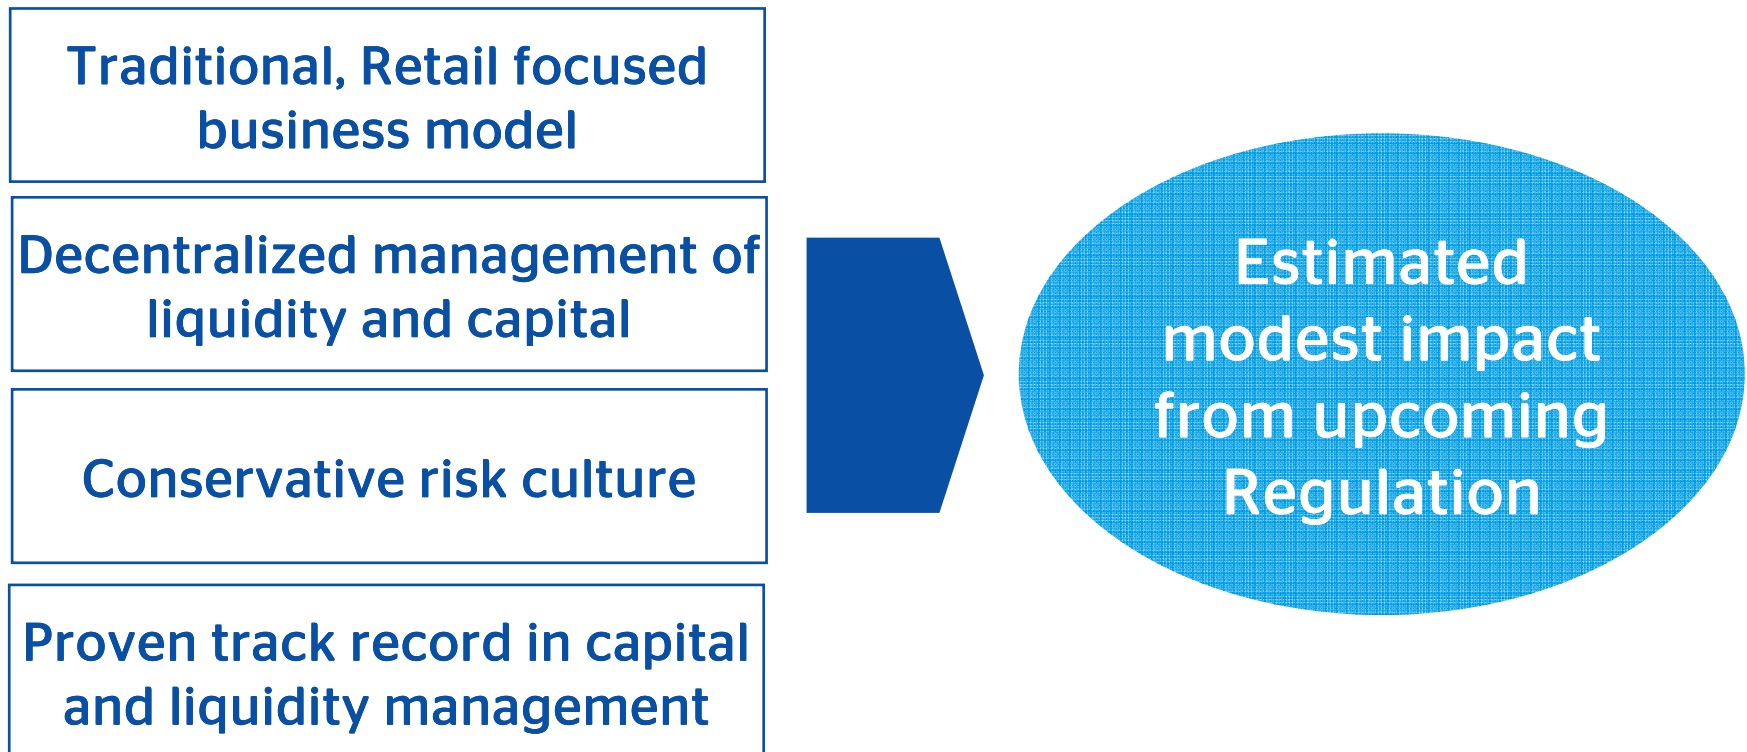 Traditional, Retail focused
business model
Decentralized management of
liquidity and capital
Conservative risk culture
Proven track record in capital
and liquidity management
Estimated
modest impact
from upcoming
Regulation